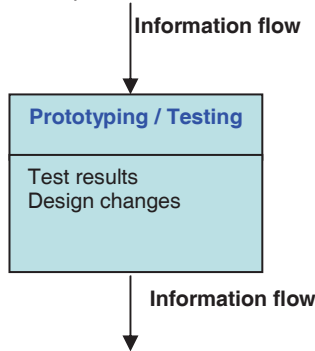 Information flow
Prototyping / Testing
Test results
Design changes
Information flow